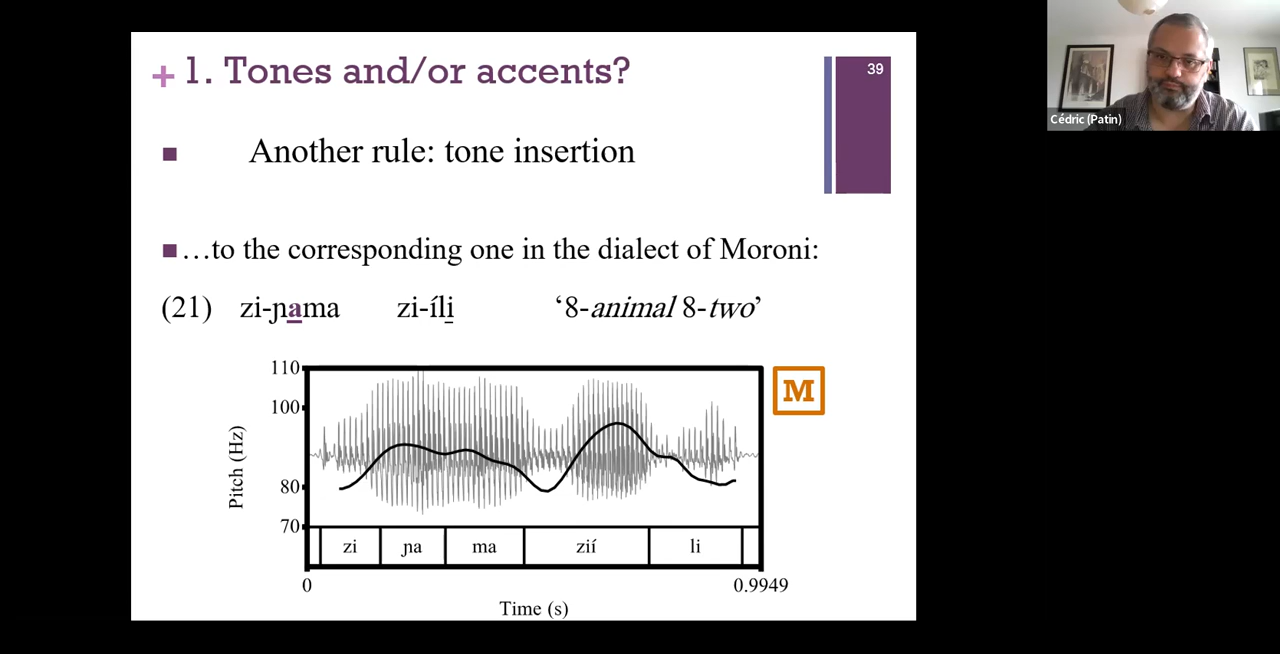 + 1. Tones and/or accents?
39
■ Another rule: tone insertion
■ …to the corresponding one in the dialect of Moroni:
(21) zi-ɲama zi-íli̱ ‘8-animal 8-two’
110
100
80
70
Pitch (Hz)
M
zi ɲa ma zií li
0 0.9949
Time (s)
Cédric (Patin)